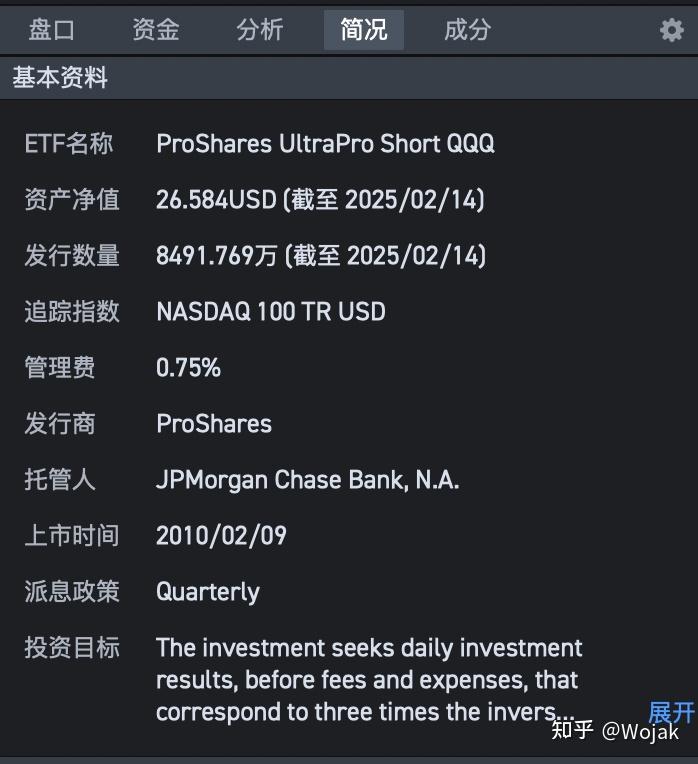 盘口 资金 分析 简况 成分
基本资料
ETF名称 ProShares UltraPro Short QQQ
资产净值 26.584USD (截至 2025/02/14)
发行数量 8491.769万 (截至 2025/02/14)
追踪指数 NASDAQ 100 TR USD
管理费 0.75%
发行商 ProShares
托管人 JPMorgan Chase Bank, N.A.
上市时间 2010/02/09
派息政策 Quarterly
投资目标 The investment seeks daily investment
results, before fees and expenses, that
correspond to three times the invers... 展开
知乎 @Wojak